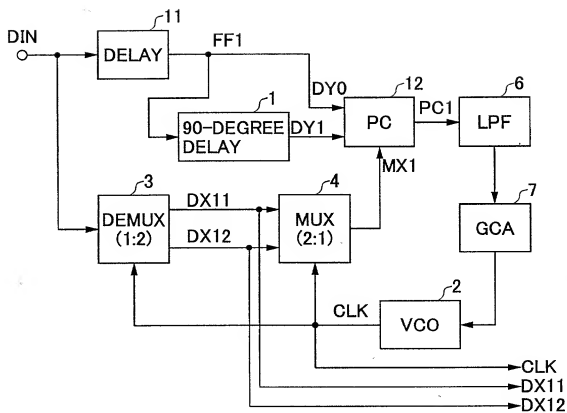 11
DIN
DELAY
FF1
DY0
12
PC1
6
1
90-DEGREE
DELAY
DY1
PC
LPF
MX1
3
4
7
DX11
DEMUX
(1:2)
MUX
(2:1)
GCA
DX12
2
CLK
VCO
CLK
DX11
DX12